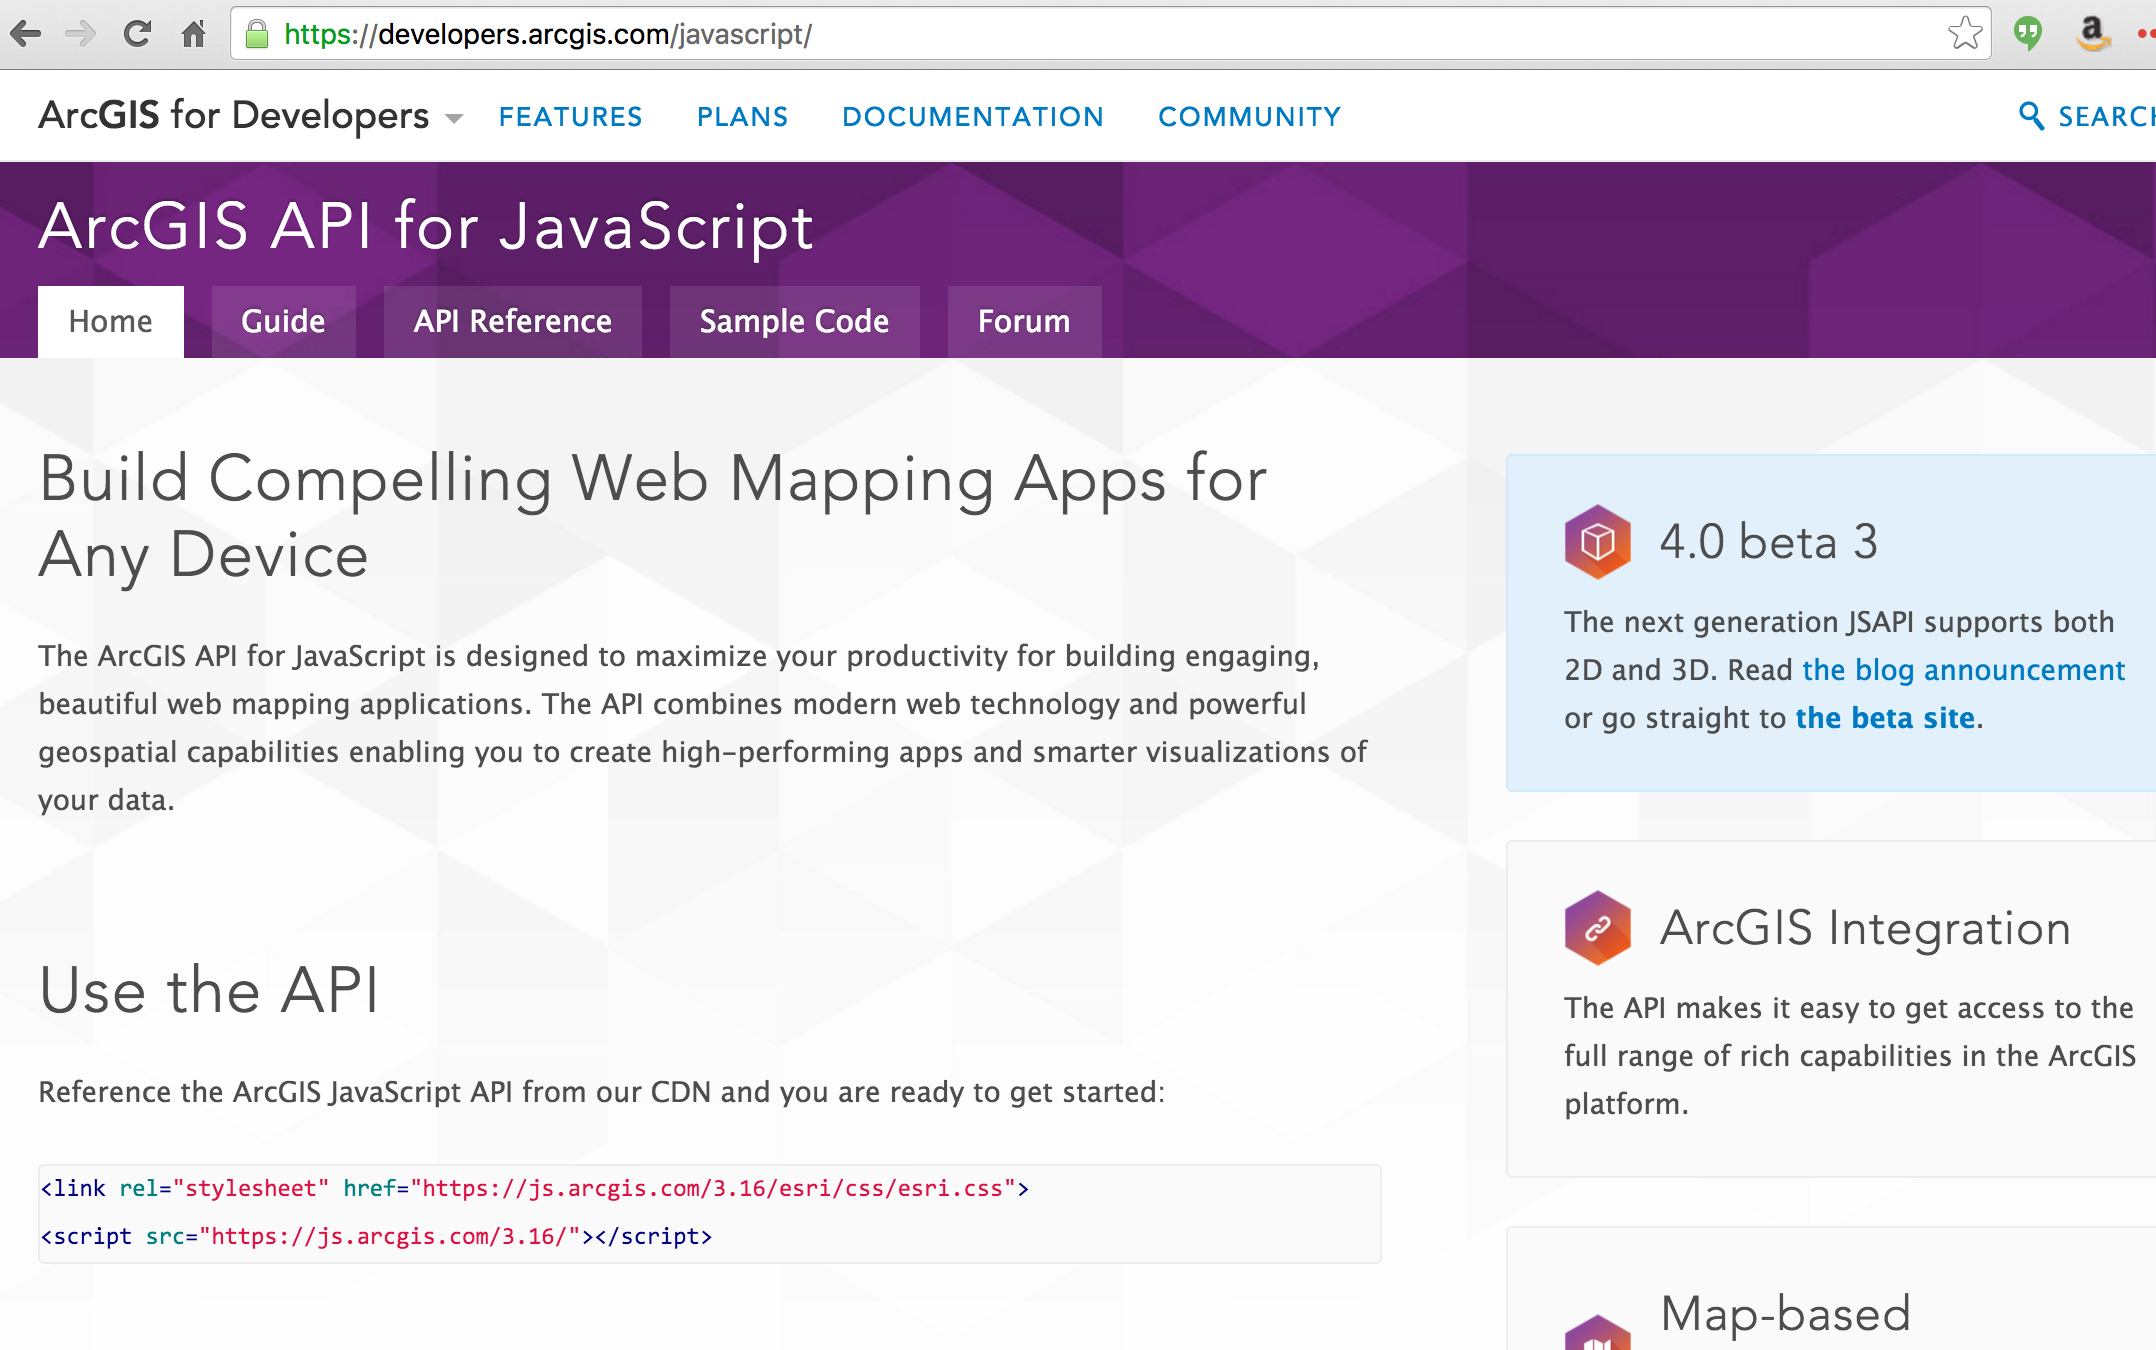 https://developers.arcgis.com/javascript/
ArcGIS for Developers
FEATURES
PLANS
DOCUMENTATION
COMMUNITY
SEARCH
ArcGIS API for JavaScript
Home
Guide
API Reference
Sample Code
Forum
Build Compelling Web Mapping Apps for
Any Device
The ArcGIS API for JavaScript is designed to maximize your productivity for building engaging,
beautiful web mapping applications. The API combines modern web technology and powerful
geospatial capabilities enabling you to create high-performing apps and smarter visualizations of
your data.
Use the API
Reference the ArcGIS JavaScript API from our CDN and you are ready to get started:
<link rel="stylesheet" href="https://js.arcgis.com/3.16/esri/css/esri.css">
<script src="https://js.arcgis.com/3.16/"></script>
4.0 beta 3
The next generation JSAPI supports both
2D and 3D. Read the blog announcement
or go straight to the beta site.
ArcGIS Integration
The API makes it easy to get access to the
full range of rich capabilities in the ArcGIS
platform.
Map-based